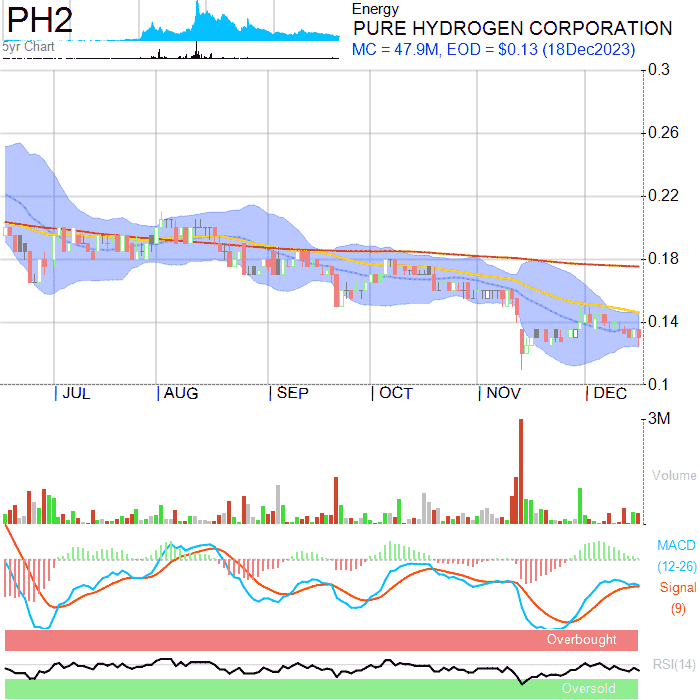 PH2
5yr Chart
Energy
PURE HYDROGEN CORPORATION
MC = 47.9M, EOD = $0.13 (18Dec2023)
0.3
0.26
0.22
0.18
0.14
0.1
JUL AUG SEP OCT NOV DEC
3M
Volume
MACD
(12-26)
Signal
(9)
Overbought
RSI(14)
Oversold